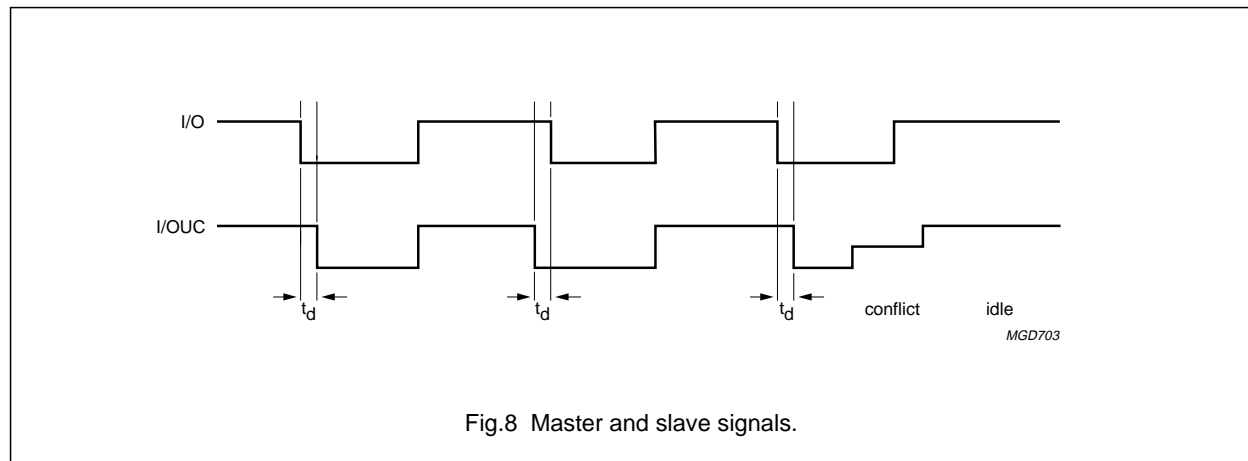 I/O
I/OUC
td td td conflict idle
MGD703
Fig.8 Master and slave signals.